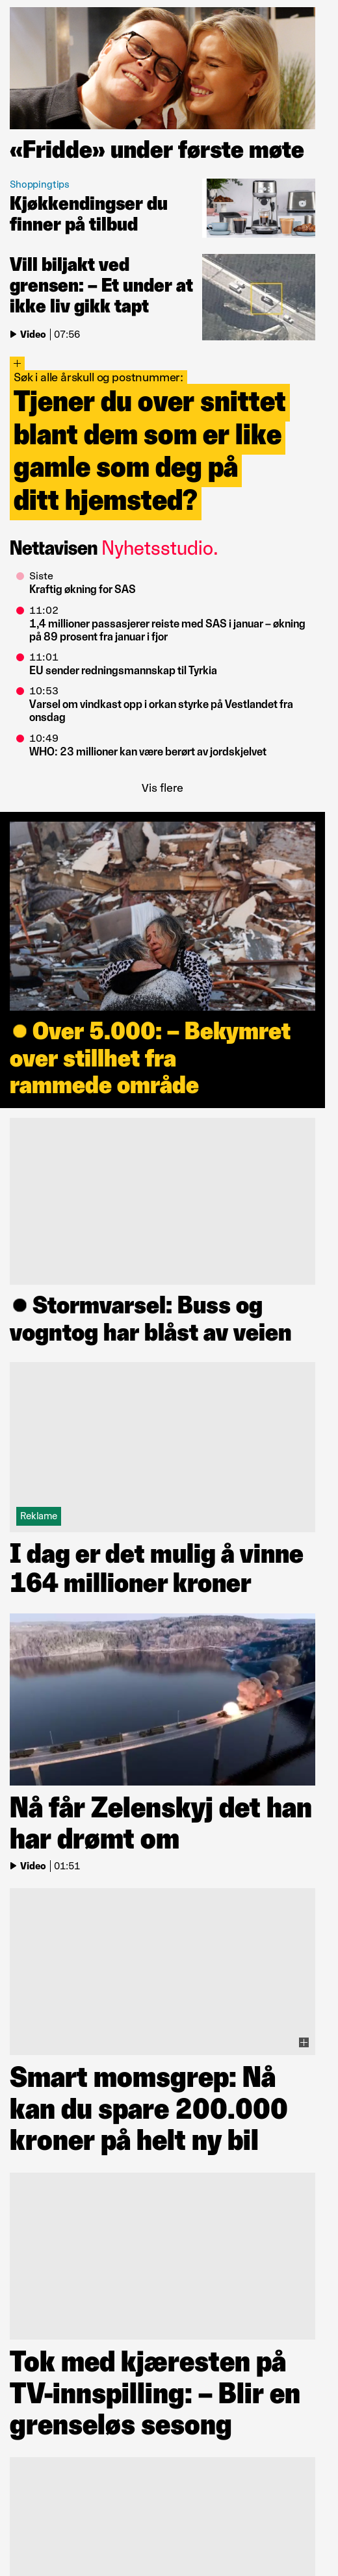 «Fridde» under første møte
Shoppingtips
Kjøkkendingser du
finner på tilbud
Vill biljakt ved
grensen: – Et under at
ikke liv gikk tapt
Video | 07:56
+
Søk i alle årskull og postnummer:
Tjener du over snittet
blant dem som er like
gamle som deg på
ditt hjemsted?
Nettavisen Nyhetsstudio.
Siste
Kraftig økning for SAS
11:02
1,4 millioner passasjerer reiste med SAS i januar – økning
på 89 prosent fra januar i fjor
11:01
EU sender redningsmannskap til Tyrkia
10:53
Varsel om vindkast opp i orkan styrke på Vestlandet fra
onsdag
10:49
WHO: 23 millioner kan være berørt av jordskjelvet
Vis flere
Over 5.000: – Bekymret
over stillhet fra
rammede område
Stormvarsel: Buss og
vogntog har blåst av veien
Reklame
I dag er det mulig å vinne
164 millioner kroner
Nå får Zelenskyj det han
har drømt om
Video | 01:51
+
Smart momsgrep: Nå
kan du spare 200.000
kroner på helt ny bil
Tok med kjæresten på
TV-innspilling: – Blir en
grenseløs sesong